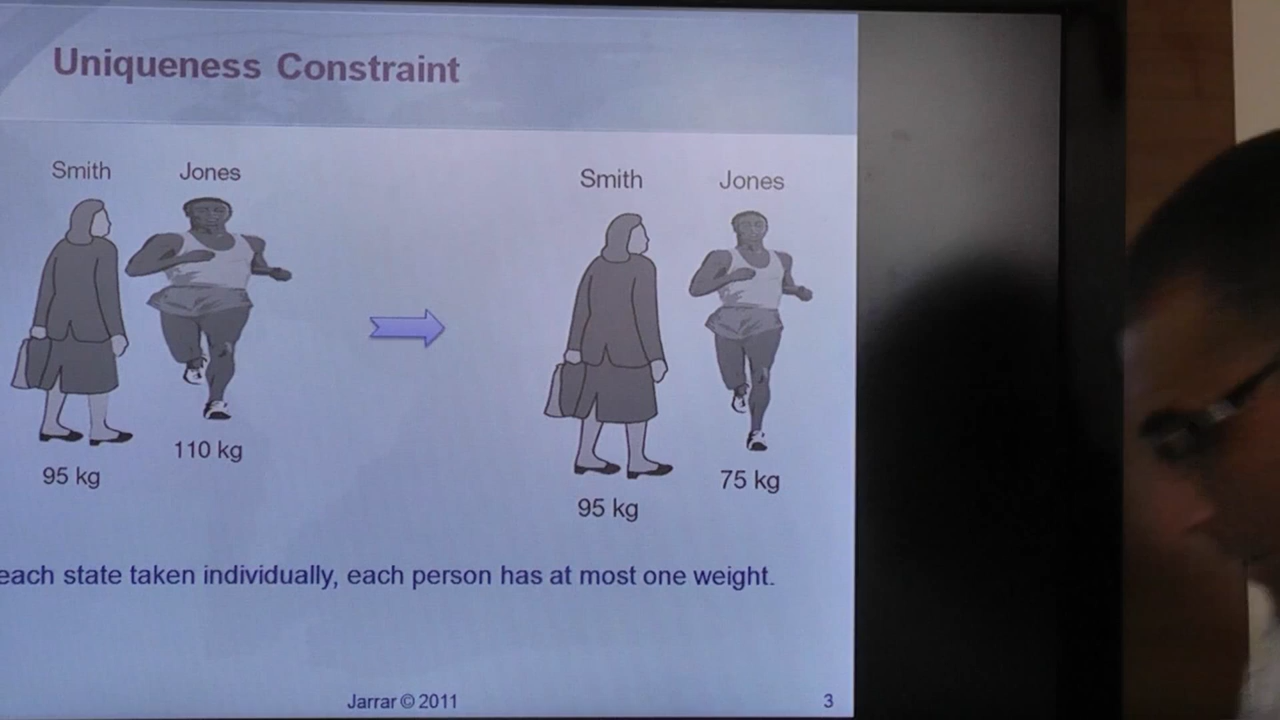 Uniqueness Constraint
Smith Jones Smith Jones
110 kg 75 kg
95 kg 95 kg
each state taken individually, each person has at most one weight.
Jarrar © 2011 3